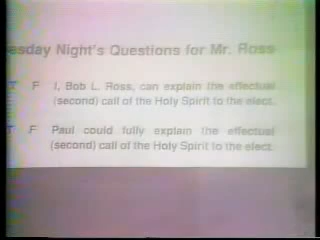 esday Night's Questions for Mr. Ross
T F I, Bob L. Ross, can explain the effectual
(second) call of the Holy Spirit to the elect.
T F Paul could fully explain the effectual
(second) call of the Holy Spirit to the elect.